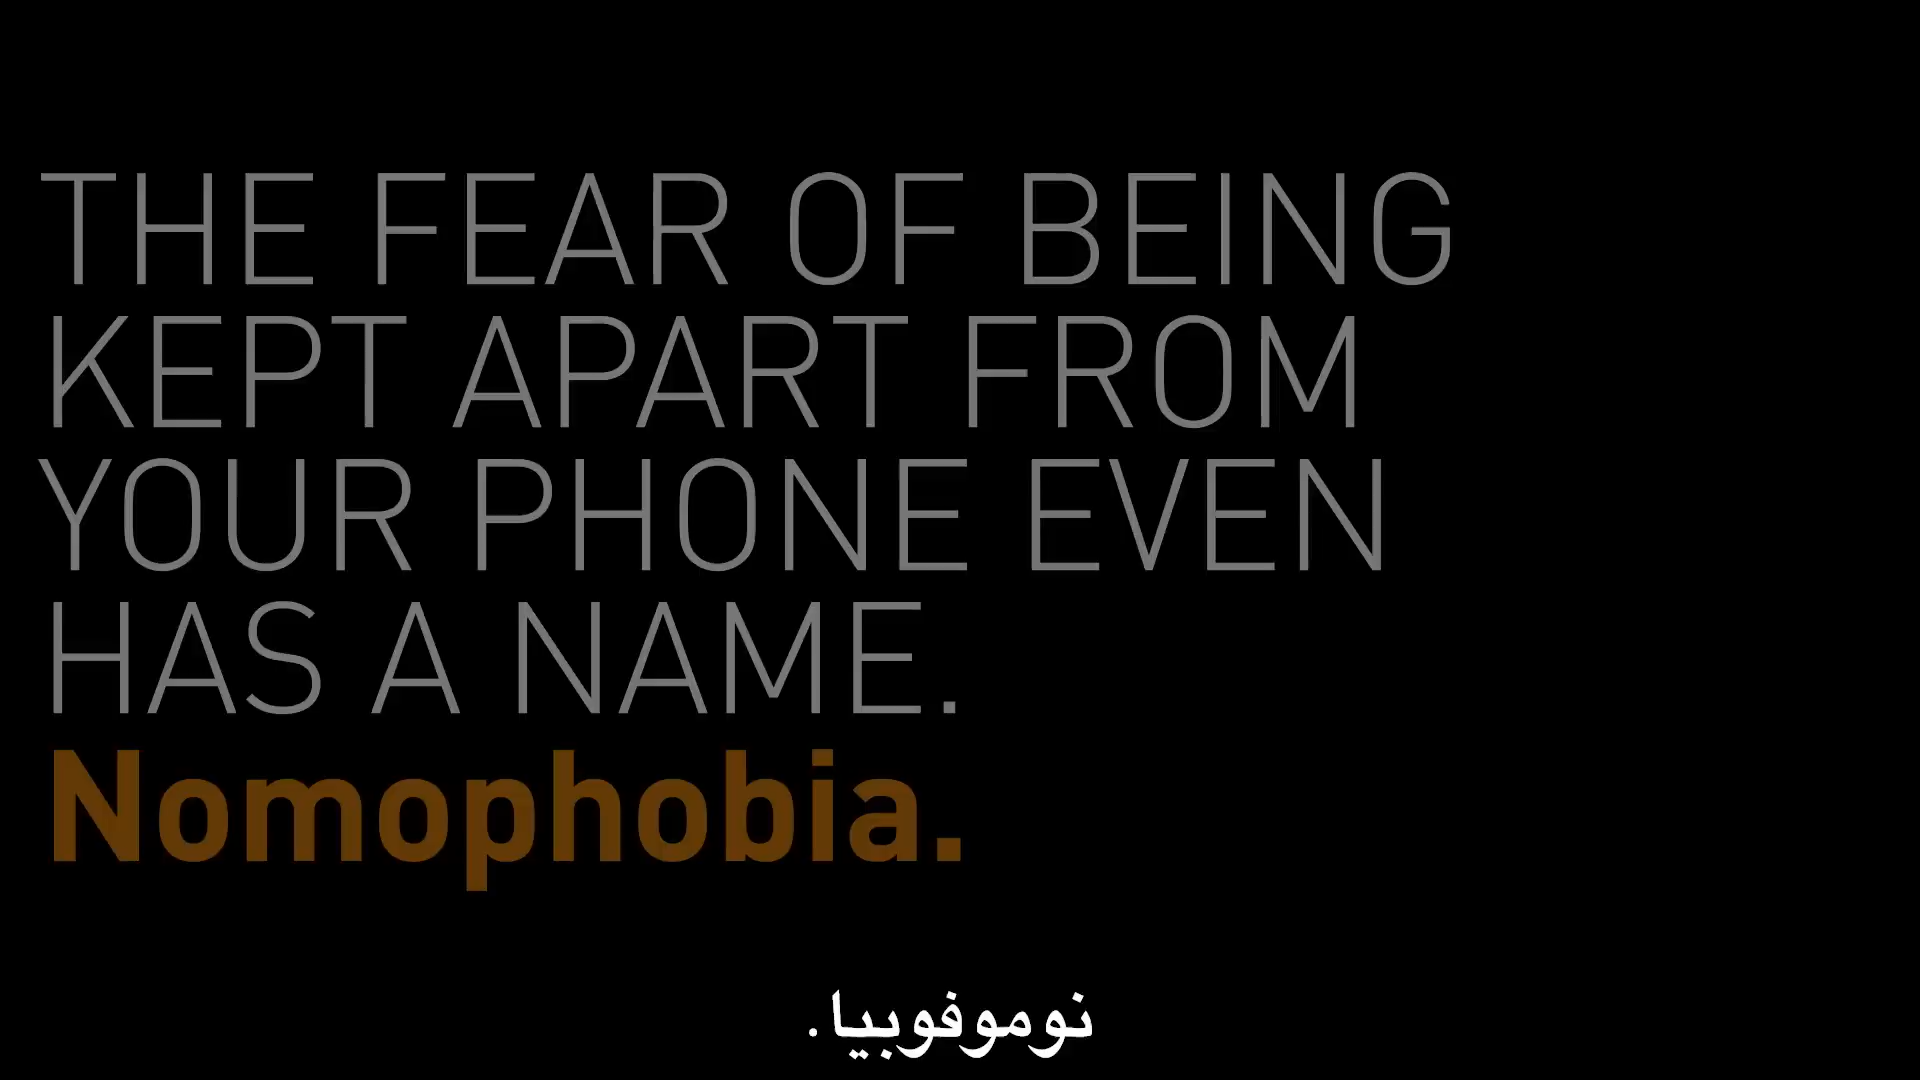 THE FEAR OF BEING
KEPT APART FROM
YOUR PHONE EVEN
HAS A NAME.
Nomophobia.
نوموفوبيا.